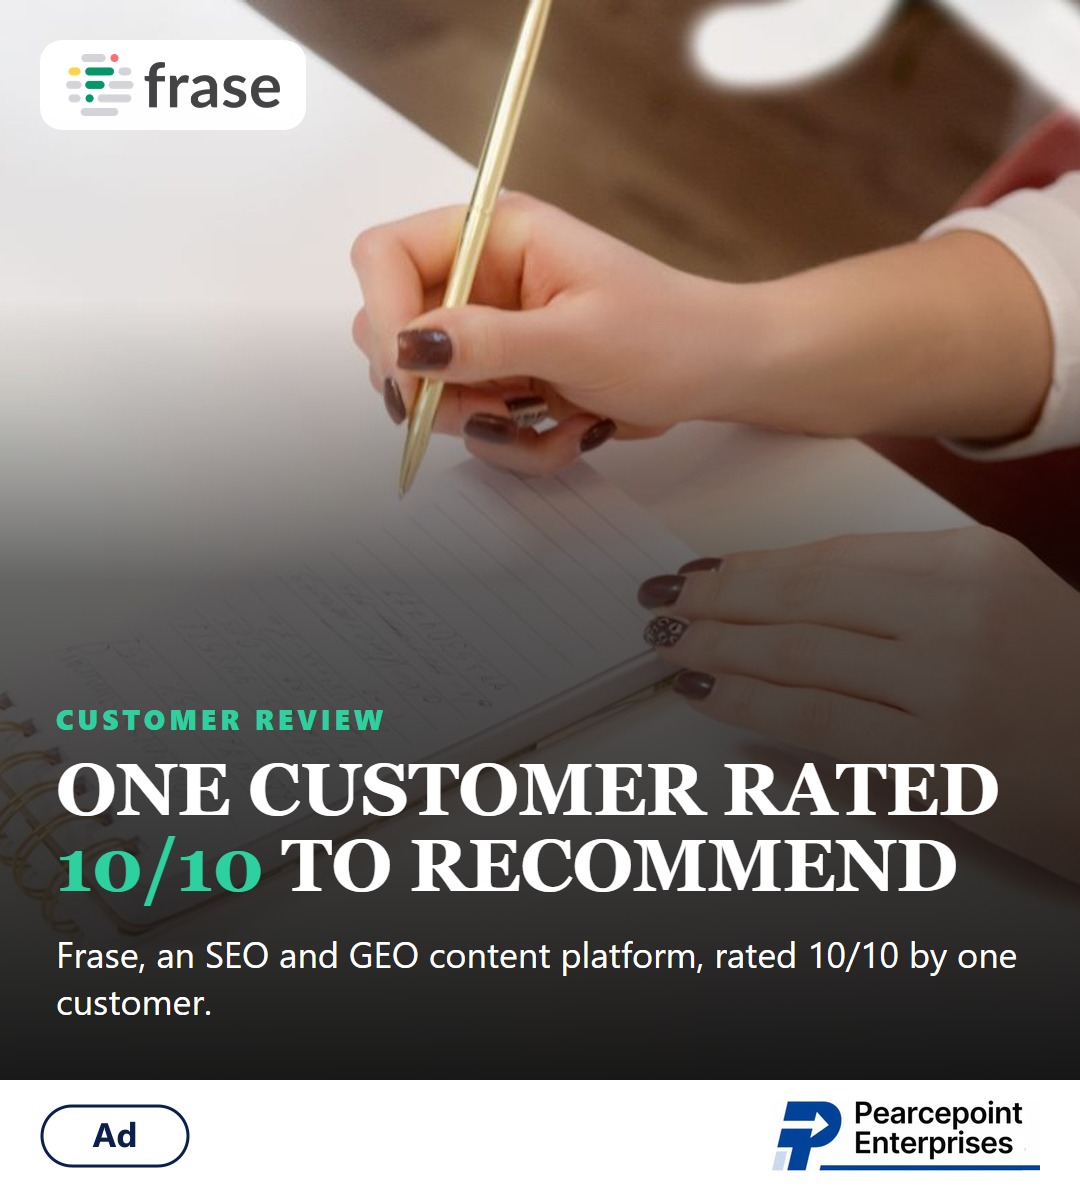 frase
CUSTOMER REVIEW
ONE CUSTOMER RATED
10/10 TO RECOMMEND
Frase, an SEO and GEO content platform, rated 10/10 by one
customer.
Ad
Pearcepoint
Enterprises